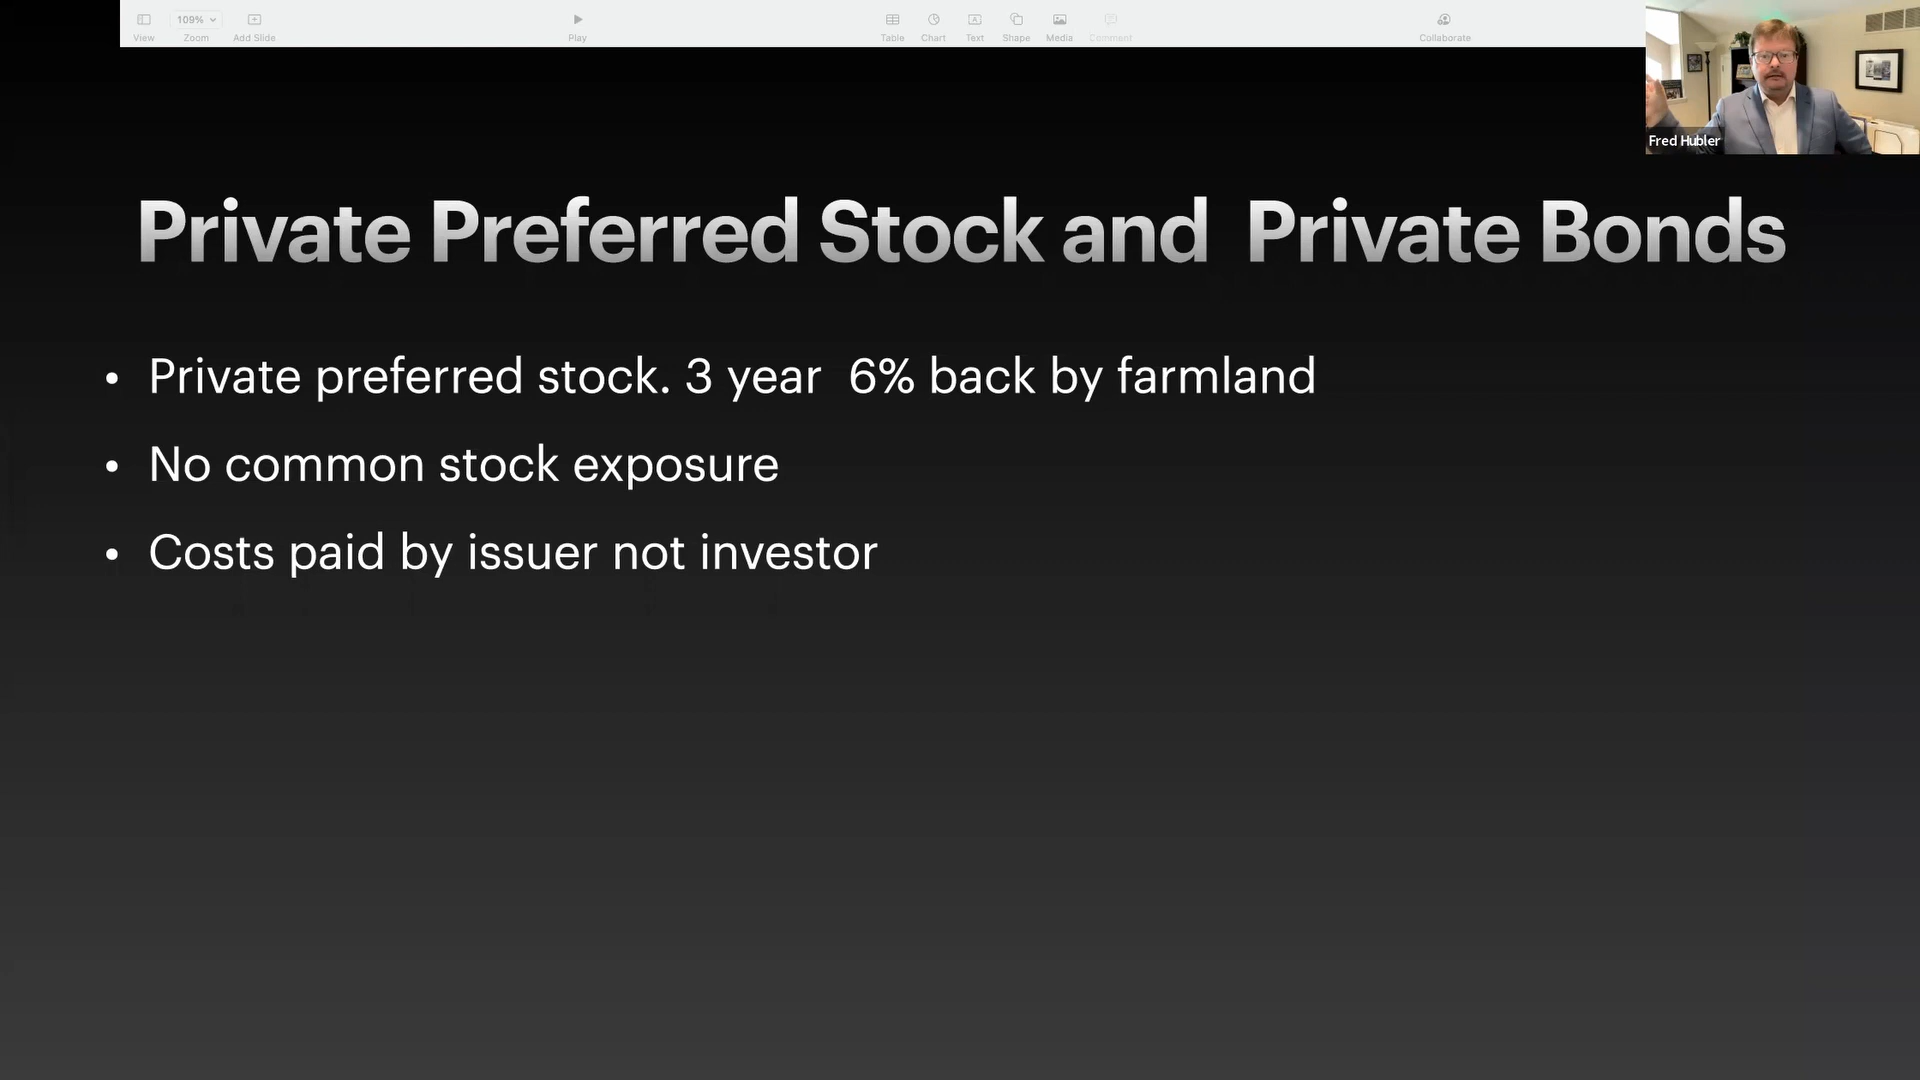 109%
View
Zoom
Add Slide
Play
Table
Chart
Text
Shape
Media
Comment
Collaborate
Fred Hubler
Private Preferred Stock and  Private Bonds
• Private preferred stock. 3 year  6% back by farmland
• No common stock exposure
• Costs paid by issuer not investor